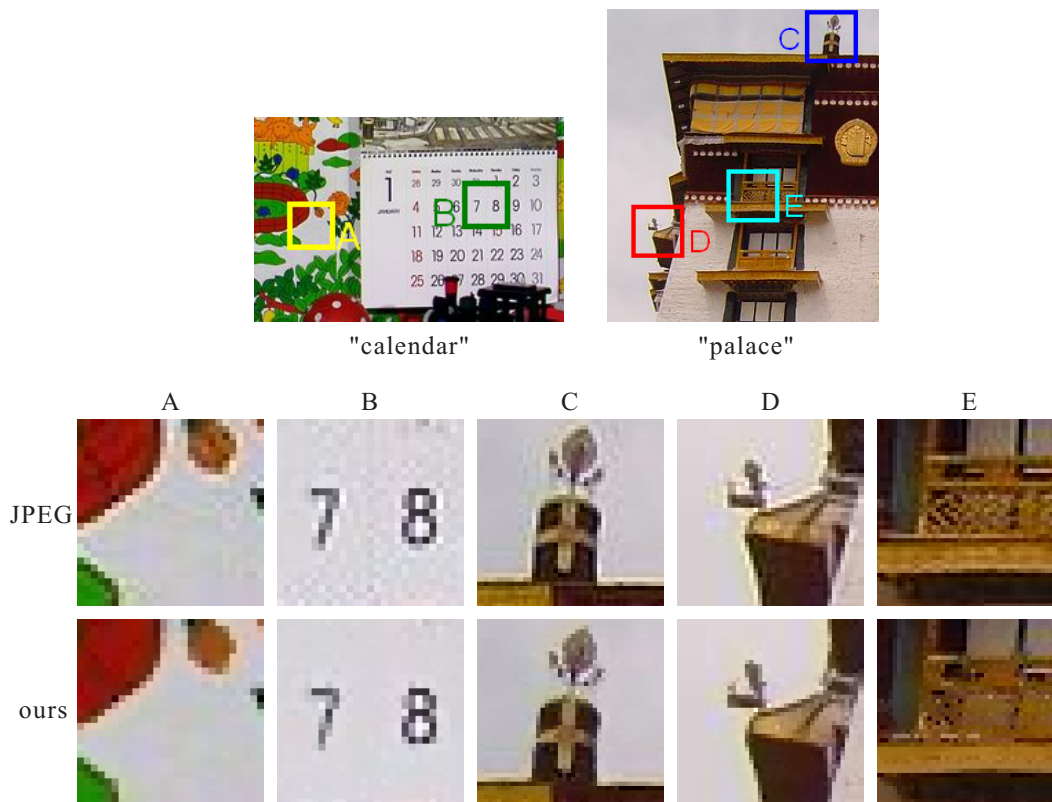 C
A
B
E
D
1
JANUARY
28 29 30 1 2 3
4 5 6 7 8 9 10
11 12 13 14 15 16 17
18 19 20 21 22 23 24
25 26 27 28 29 30 31
"calendar" "palace"
A B C D E
JPEG
7 8
ours
7 8